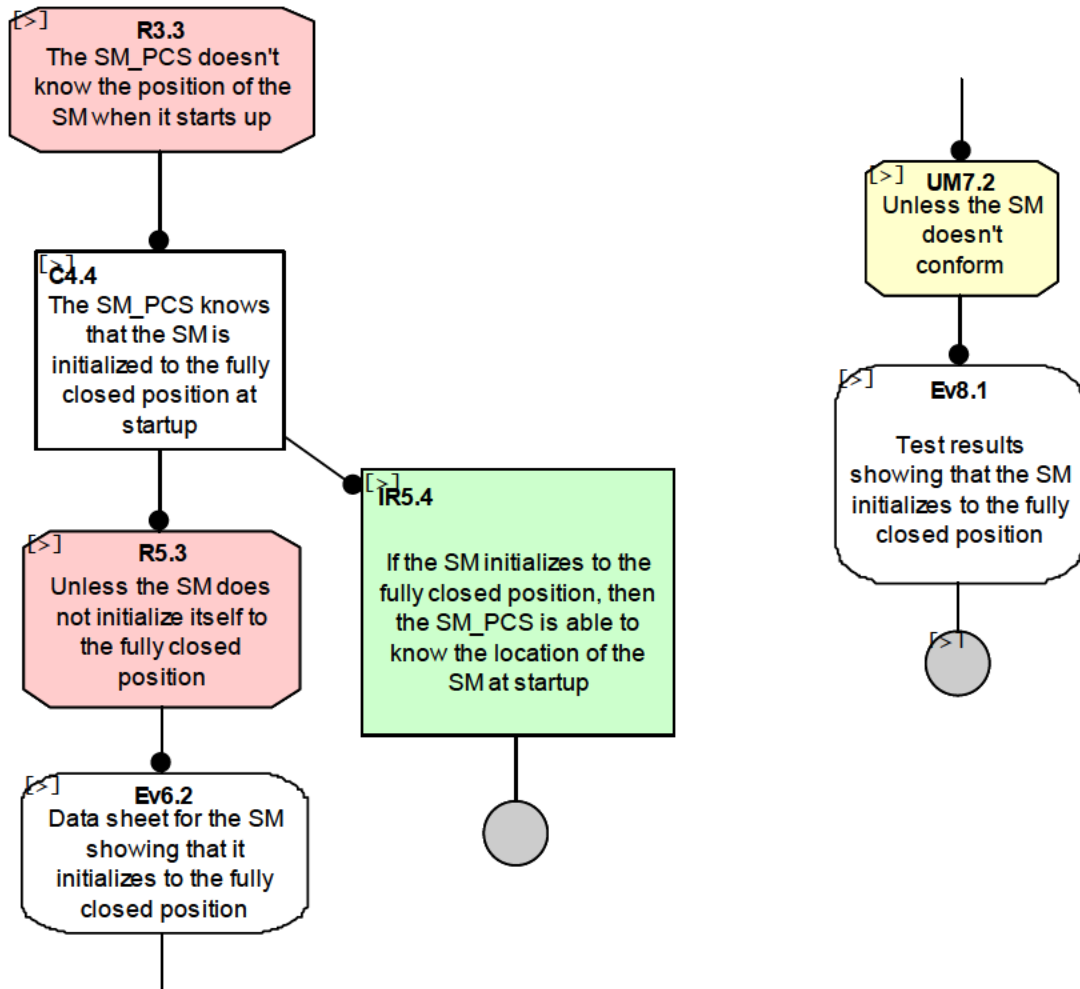 [>]
R3.3
The SM_PCS doesn't
know the position of the
SM when it starts up
[>]
C4.4
The SM_PCS knows
that the SM is
initialized to the fully
closed position at
startup
[>]
R5.3
Unless the SM does
not initialize itself to
the fully closed
position
[>]
Ev6.2
Data sheet for the SM
showing that it
initializes to the fully
closed position
[>]
IR5.4
If the SM initializes to the
fully closed position, then
the SM_PCS is able to
know the location of the
SM at startup
[>]
UM7.2
Unless the SM
doesn't
conform
[>]
Ev8.1
Test results
showing that the SM
initializes to the fully
closed position
[>]